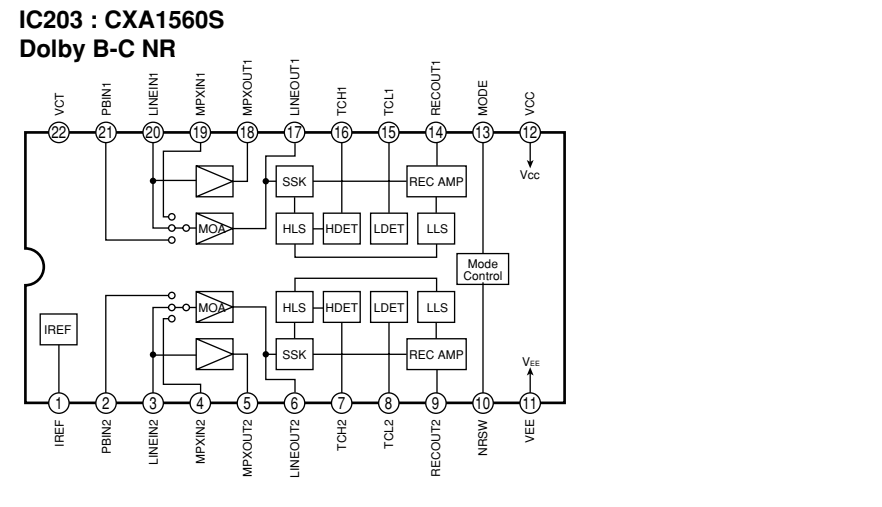 IC203 : CXA1560S
Dolby B-C NR
VCT PBIN1 LINEIN1 MPXIN1 MPXOUT1 LINEOUT1 TCH1 TCL1 RECOUT1 MODE VCC
22 21 20 19 18 17 16 15 14 13 12
Vcc
SSK REC AMP
MOA HLS HDET LDET LLS
Mode
Control
MOA HLS HDET LDET LLS
IREF
SSK REC AMP
VEE
1 2 3 4 5 6 7 8 9 10 11
IREF PBIN2 LINEIN2 MPXIN2 MPXOUT2 LINEOUT2 TCH2 TCL2 RECOUT2 NRSW VEE